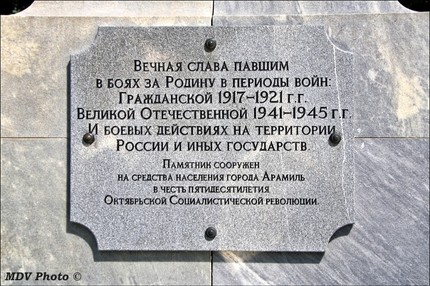 Вечная слава павшим
в боях за Родину в периоды войн:
Гражданской 1917-1921 г.г.
Великой Отечественной 1941-1945 г.г.
И боевых действиях на территории
России и иных государств.
Памятник сооружен
на средства населения города Арамиль
в честь пятидесятилетия
Октябрьской Социалистической революции.
MDV Photo ©